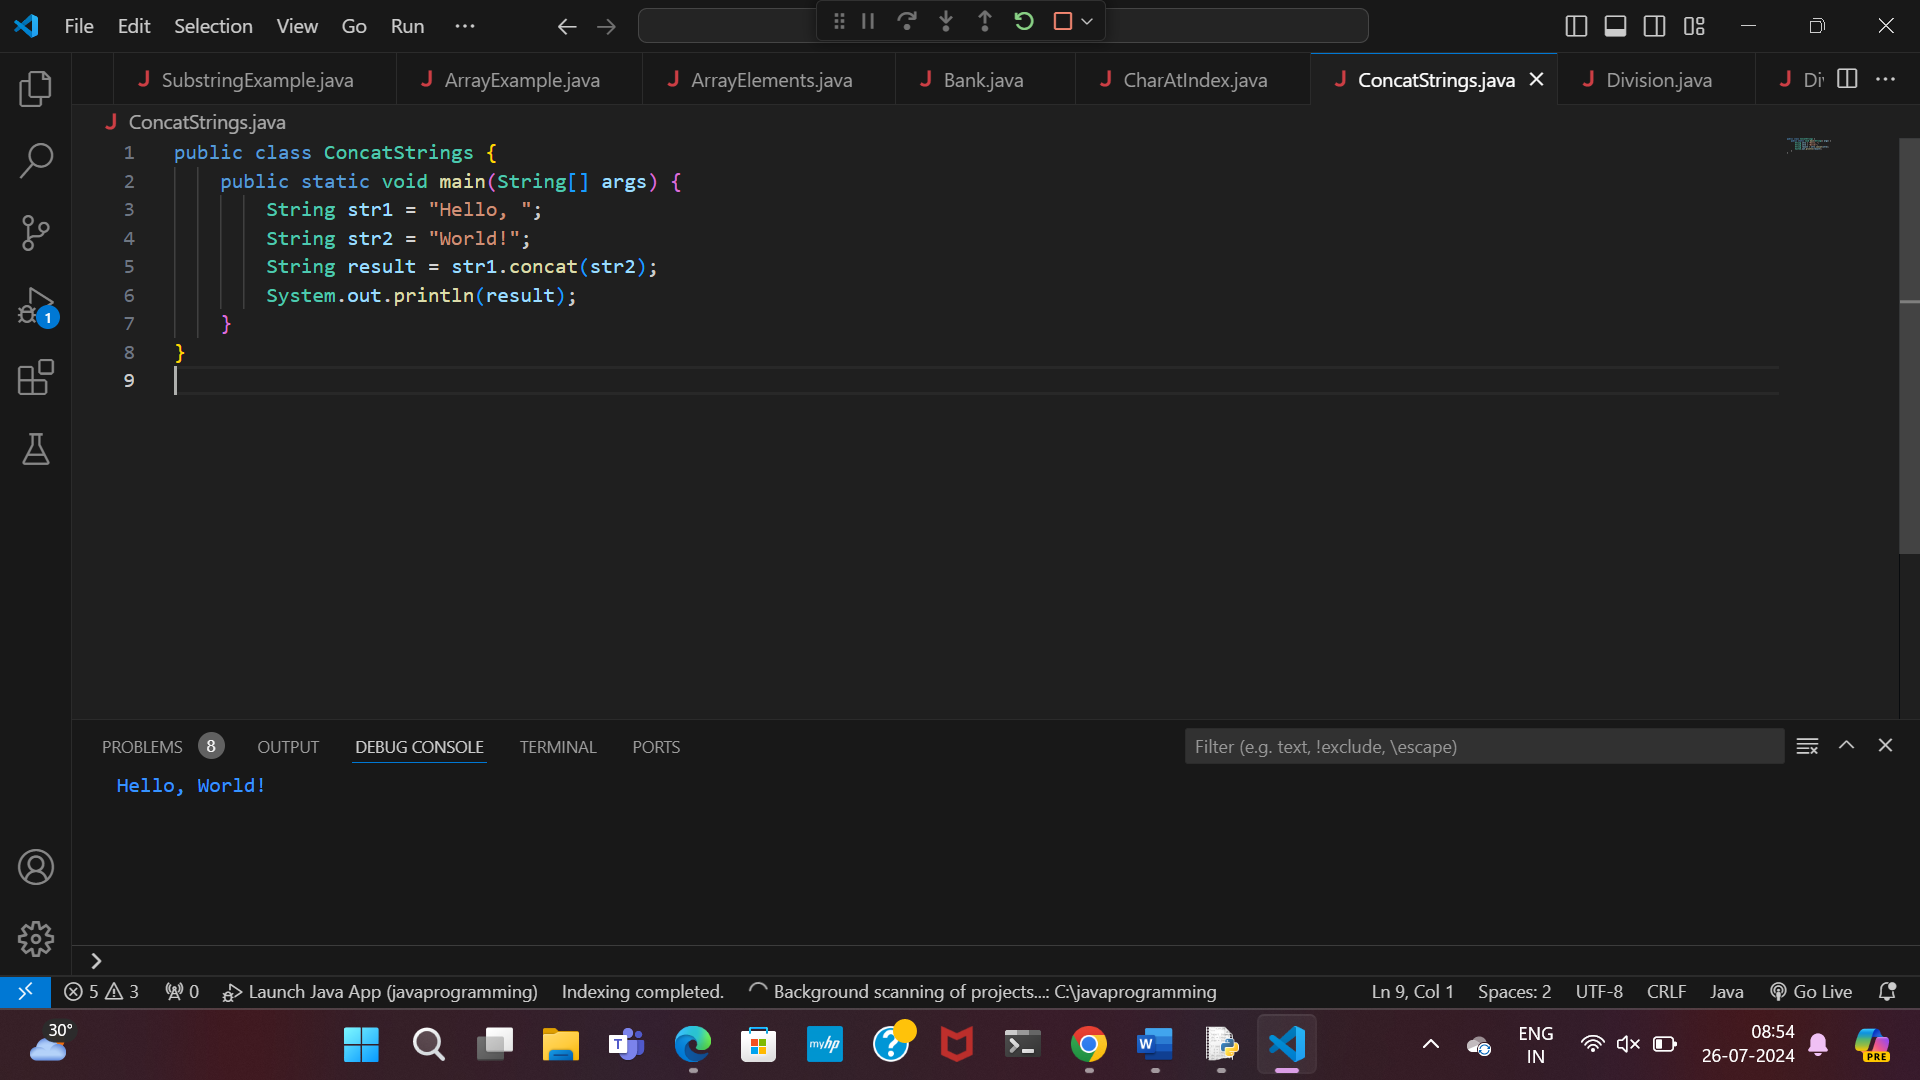 File Edit Selection View Go Run ...
SubstringExample.java ArrayExample.java ArrayElements.java Bank.java CharAtIndex.java ConcatStrings.java Division.java Di
ConcatStrings.java
1 public class ConcatStrings {
2 public static void main(String[] args) {
3 String str1 = "Hello, ";
4 String str2 = "World!";
5 String result = str1.concat(str2);
6 System.out.println(result);
7 }
8 }
9
1
PROBLEMS 8 OUTPUT DEBUG CONSOLE TERMINAL PORTS Filter (e.g. text, !exclude, \escape)
Hello, World!
5 3 0 Launch Java App (javaprogramming) Indexing completed. Background scanning of projects...: C:\javaprogramming Ln 9, Col 1 Spaces: 2 UTF-8 CRLF Java Go Live
30° T myhp ? W ENG 08:54 PRE
IN 26-07-2024